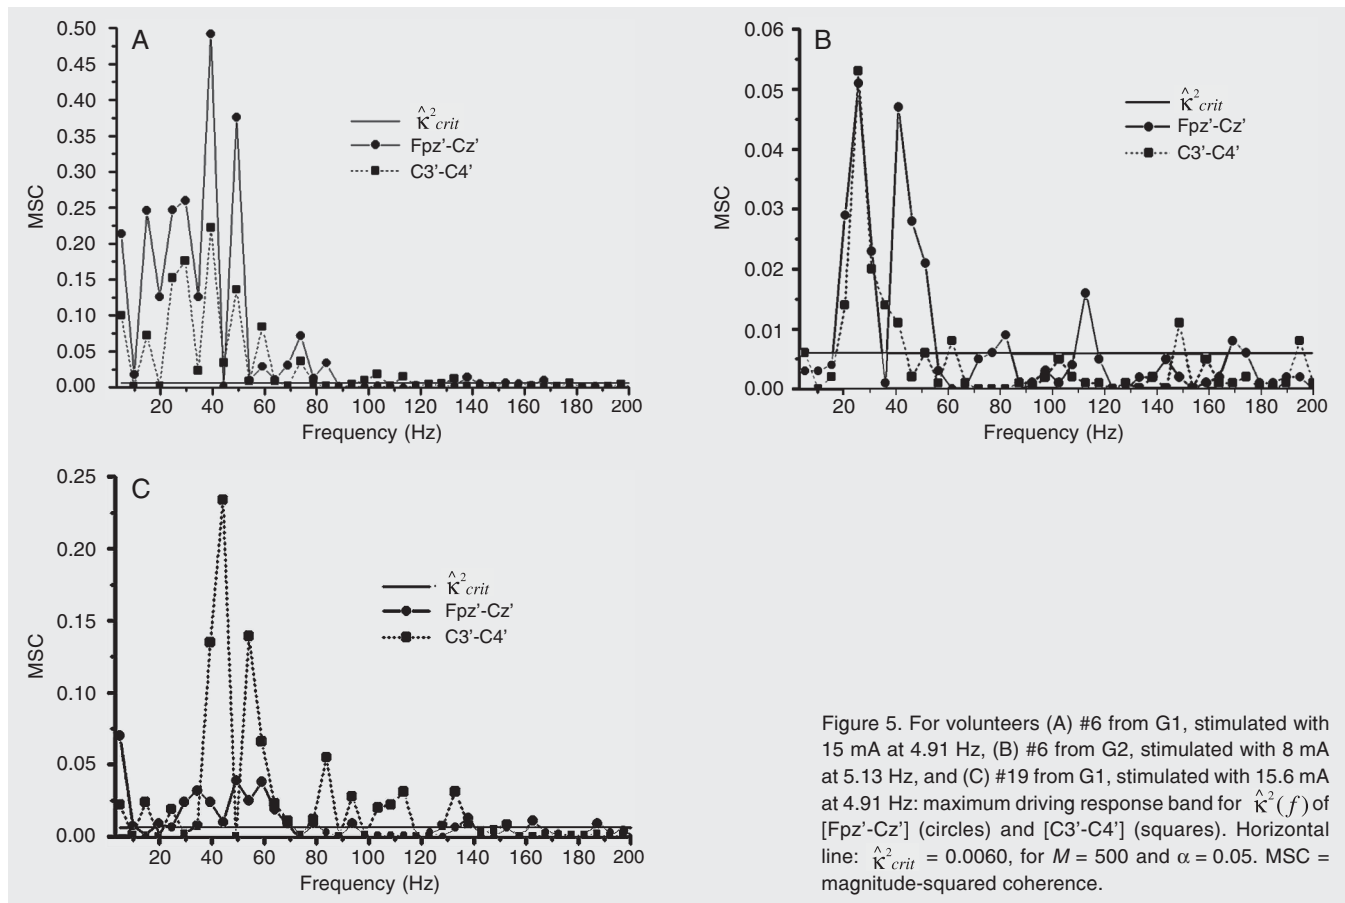 A
0.50
0.45
0.40
0.35
0.30
0.25
0.20
0.15
0.10
0.05
0.00
MSC
20 40 60 80 100 120 140 160 180 200
Frequency (Hz)
κ̂²crit
Fpz'-Cz'
C3'-C4'
B
0.06
0.05
0.04
0.03
0.02
0.01
0.00
MSC
20 40 60 80 100 120 140 160 180 200
Frequency (Hz)
κ̂²crit
Fpz'-Cz'
C3'-C4'
C
0.25
0.20
0.15
0.10
0.05
0.00
MSC
20 40 60 80 100 120 140 160 180 200
Frequency (Hz)
κ̂²crit
Fpz'-Cz'
C3'-C4'
Figure 5. For volunteers (A) #6 from G1, stimulated with
15 mA at 4.91 Hz, (B) #6 from G2, stimulated with 8 mA
at 5.13 Hz, and (C) #19 from G1, stimulated with 15.6 mA
at 4.91 Hz: maximum driving response band for κ̂²(f) of
[Fpz'-Cz'] (circles) and [C3'-C4'] (squares). Horizontal
line: κ̂²crit = 0.0060, for M = 500 and α = 0.05. MSC =
magnitude-squared coherence.